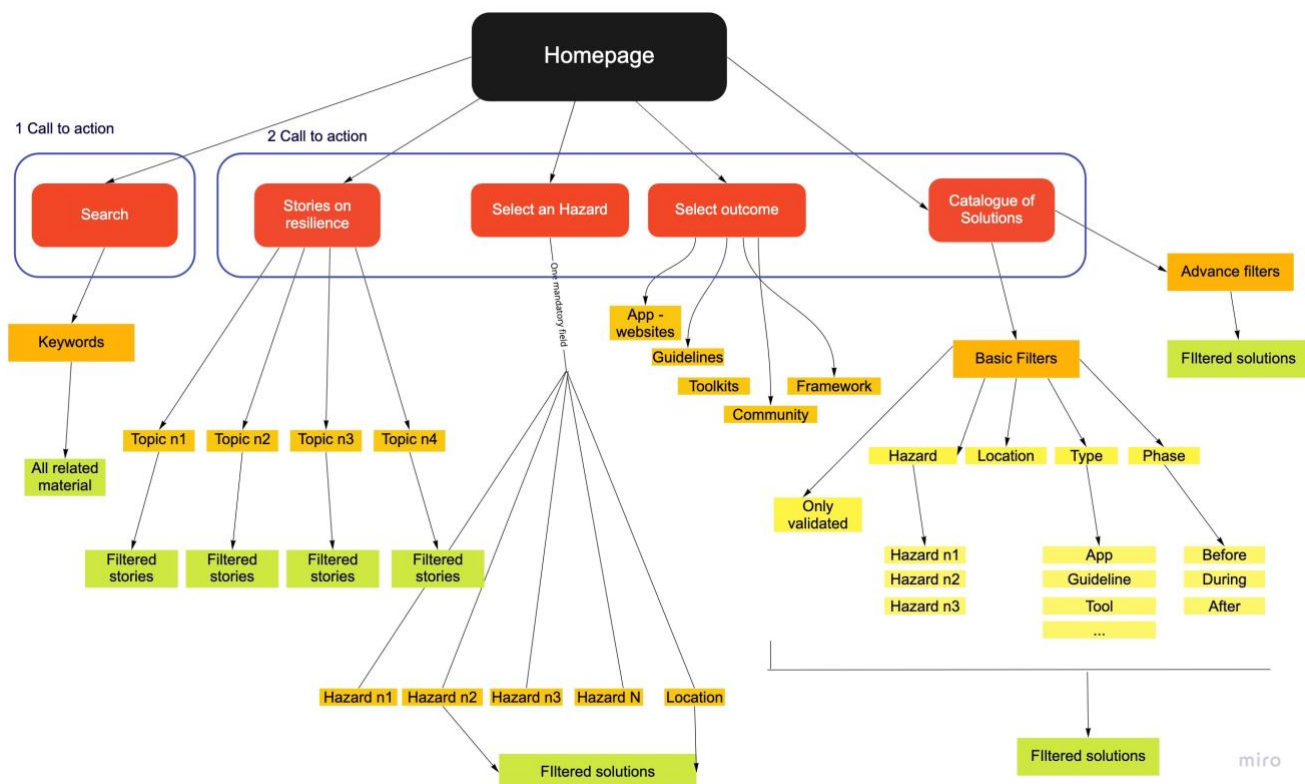 Homepage
1 Call to action
2 Call to action
Search
Stories on
resilience
Select an Hazard
Select outcome
Catalogue of
Solutions
Advance filters
FIltered solutions
One mandatory field
Keywords
All related
material
Topic n1
Topic n2
Topic n3
Topic n4
Filtered
stories
Filtered
stories
Filtered
stories
Filtered
stories
App -
websites
Guidelines
Toolkits
Framework
Community
Basic Filters
Hazard
Location
Type
Phase
Only
validated
Hazard n1
Hazard n2
Hazard n3
App
Guideline
Tool
...
Before
During
After
Hazard n1
Hazard n2
Hazard n3
Hazard N
Location
FIltered solutions
FIltered solutions
miro